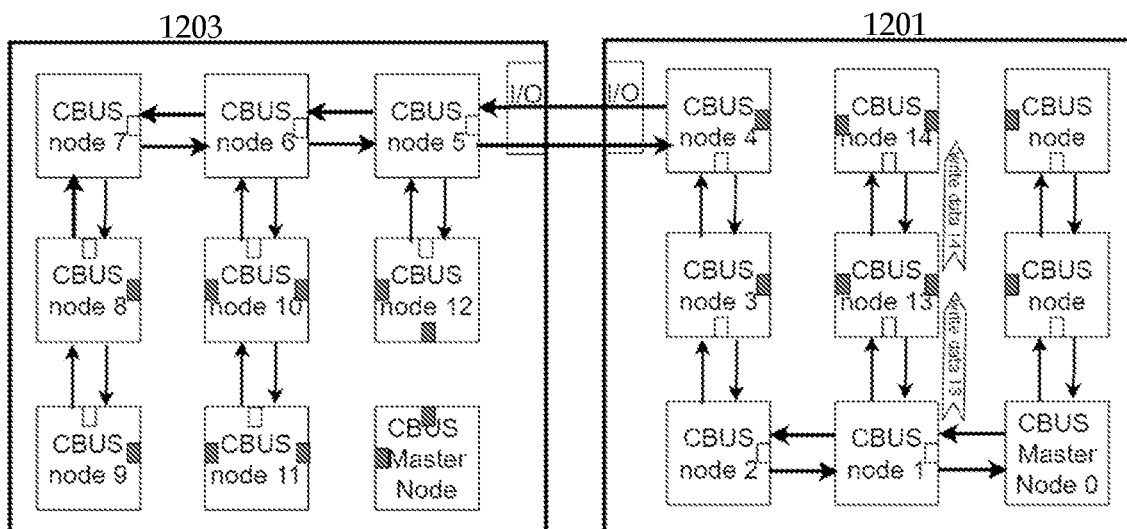 1203
1201
CBUS
node 7
CBUS
node 6
CBUS
node 5
I/O
I/O
CBUS
node 4
CBUS
node 14
CBUS
node
CBUS
node 8
CBUS
node 10
CBUS
node 12
CBUS
node 3
CBUS
node 13
CBUS
node
Write data 14
Write data 13
CBUS
node 9
CBUS
node 11
CBUS
Master
Node
CBUS
node 2
CBUS
node 1
CBUS
Master
Node 0